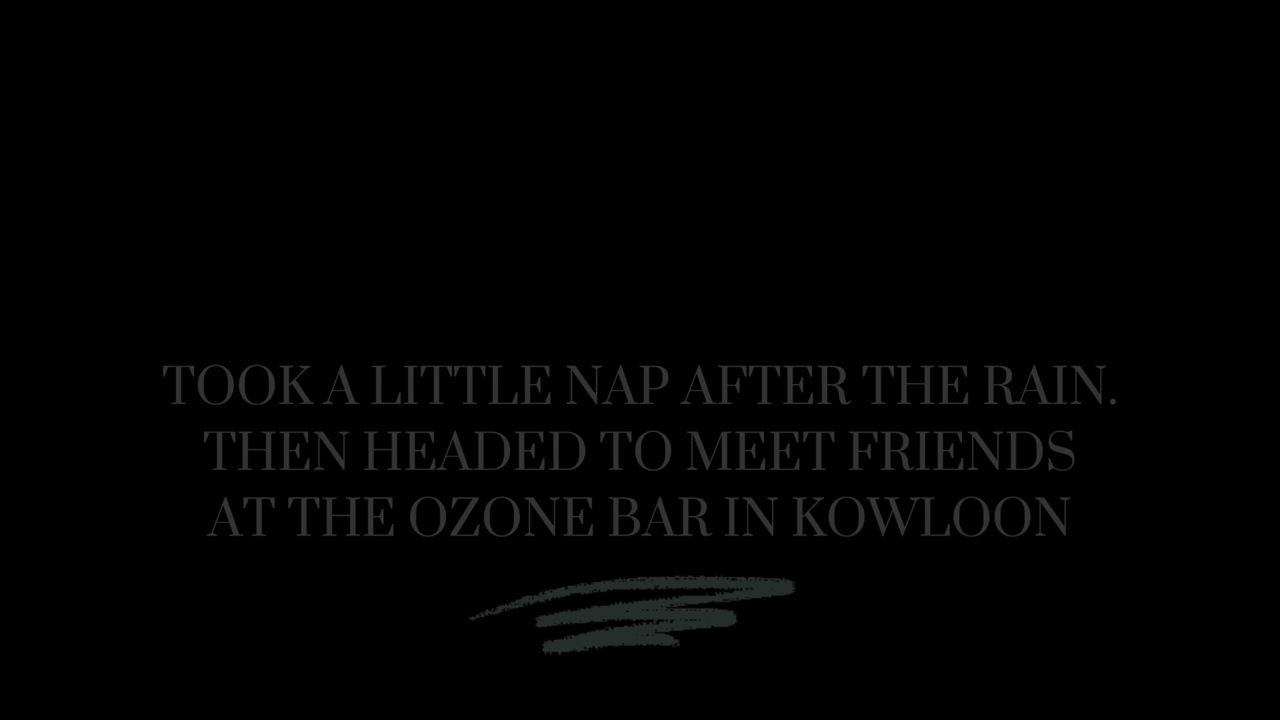 TOOK A LITTLE NAP AFTER THE RAIN.
THEN HEADED TO MEET FRIENDS
AT THE OZONE BAR IN KOWLOON